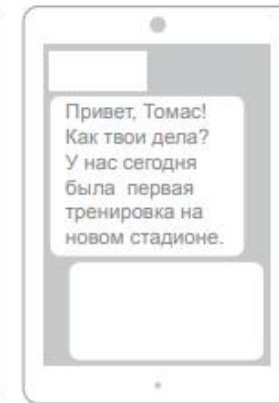 Привет, Томас!
Как твои дела?
У нас сегодня
была первая
тренировка на
новом стадионе.